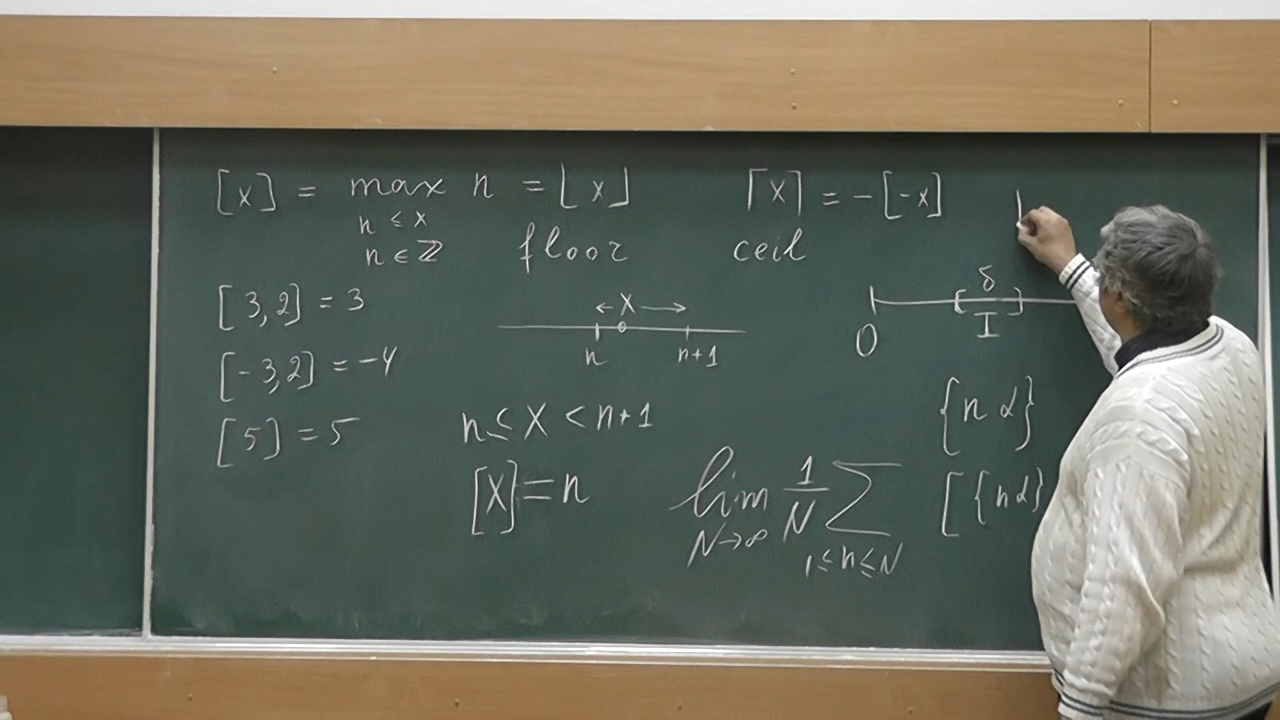 [x] = max n = ⌊x⌋
n ≤ x
n ∈ ℤ
floor
⌈x⌉ = -[-x]
ceil
[3,2] = 3
[-3,2] = -4
[5] = 5
← x →
n n+1
n ≤ x < n+1
[x] = n
δ
0 I
{nα}
lim 1/N ∑ [{nα}
N→∞ 1≤n≤N